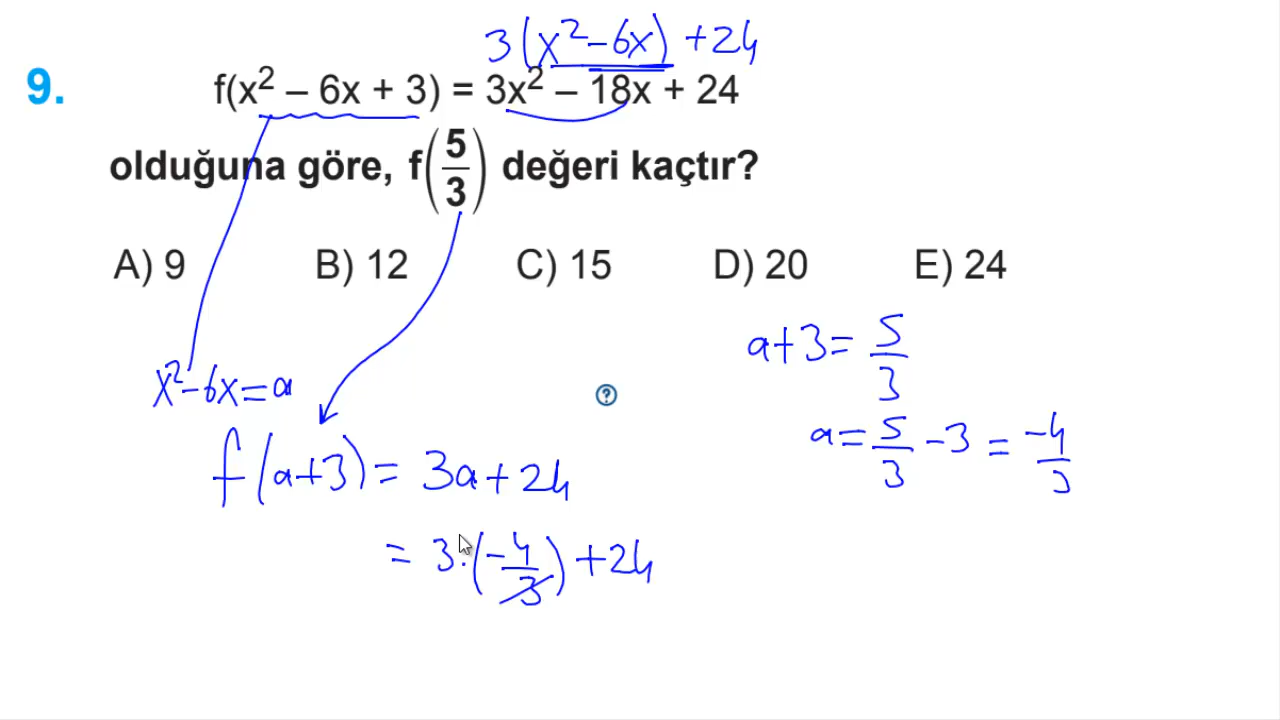 3(x² – 6x) + 24
9. f(x² – 6x + 3) = 3x² – 18x + 24
olduğuna göre, f(5/3) değeri kaçtır?
A) 9 B) 12 C) 15 D) 20 E) 24
a+3 = 5/3
x² – 6x = a
a = 5/3 – 3 = -4/3
f(a+3) = 3a + 24
= 3.(-4/3) + 24